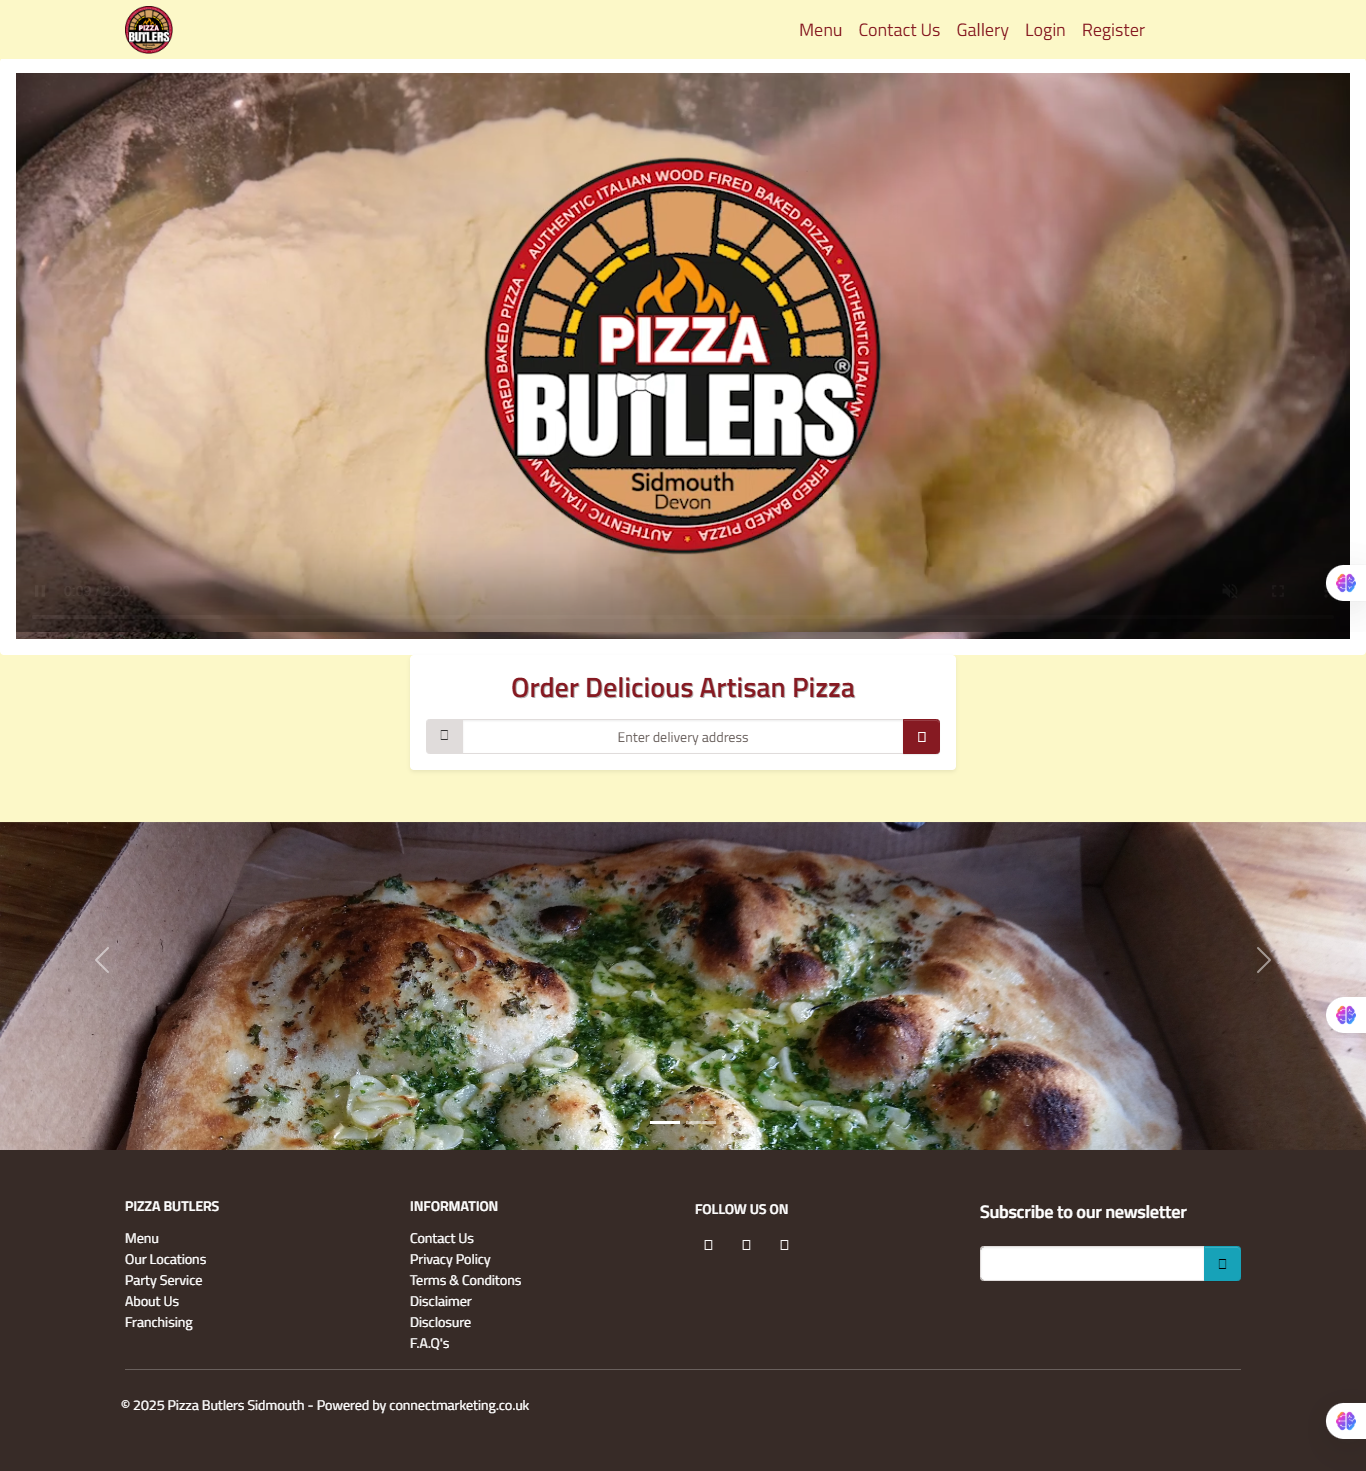 PIZZA
BUTLERS
Menu
Contact Us
Gallery
Login
Register
AUTHENTIC ITALIAN WOOD FIRED BAKED PIZZA
AUTHENTIC ITALIAN
FIRED BAKED PIZZA
PIZZA
BUTLERS®
Sidmouth
Devon
FIRED BAKED PIZZA
AUTHENTIC ITALIAN W
Order Delicious Artisan Pizza
Enter delivery address
PIZZA BUTLERS
Menu
Our Locations
Party Service
About Us
Franchising
INFORMATION
Contact Us
Privacy Policy
Terms & Conditons
Disclaimer
Disclosure
F.A.Q's
FOLLOW US ON
Subscribe to our newsletter
© 2025 Pizza Butlers Sidmouth - Powered by connectmarketing.co.uk